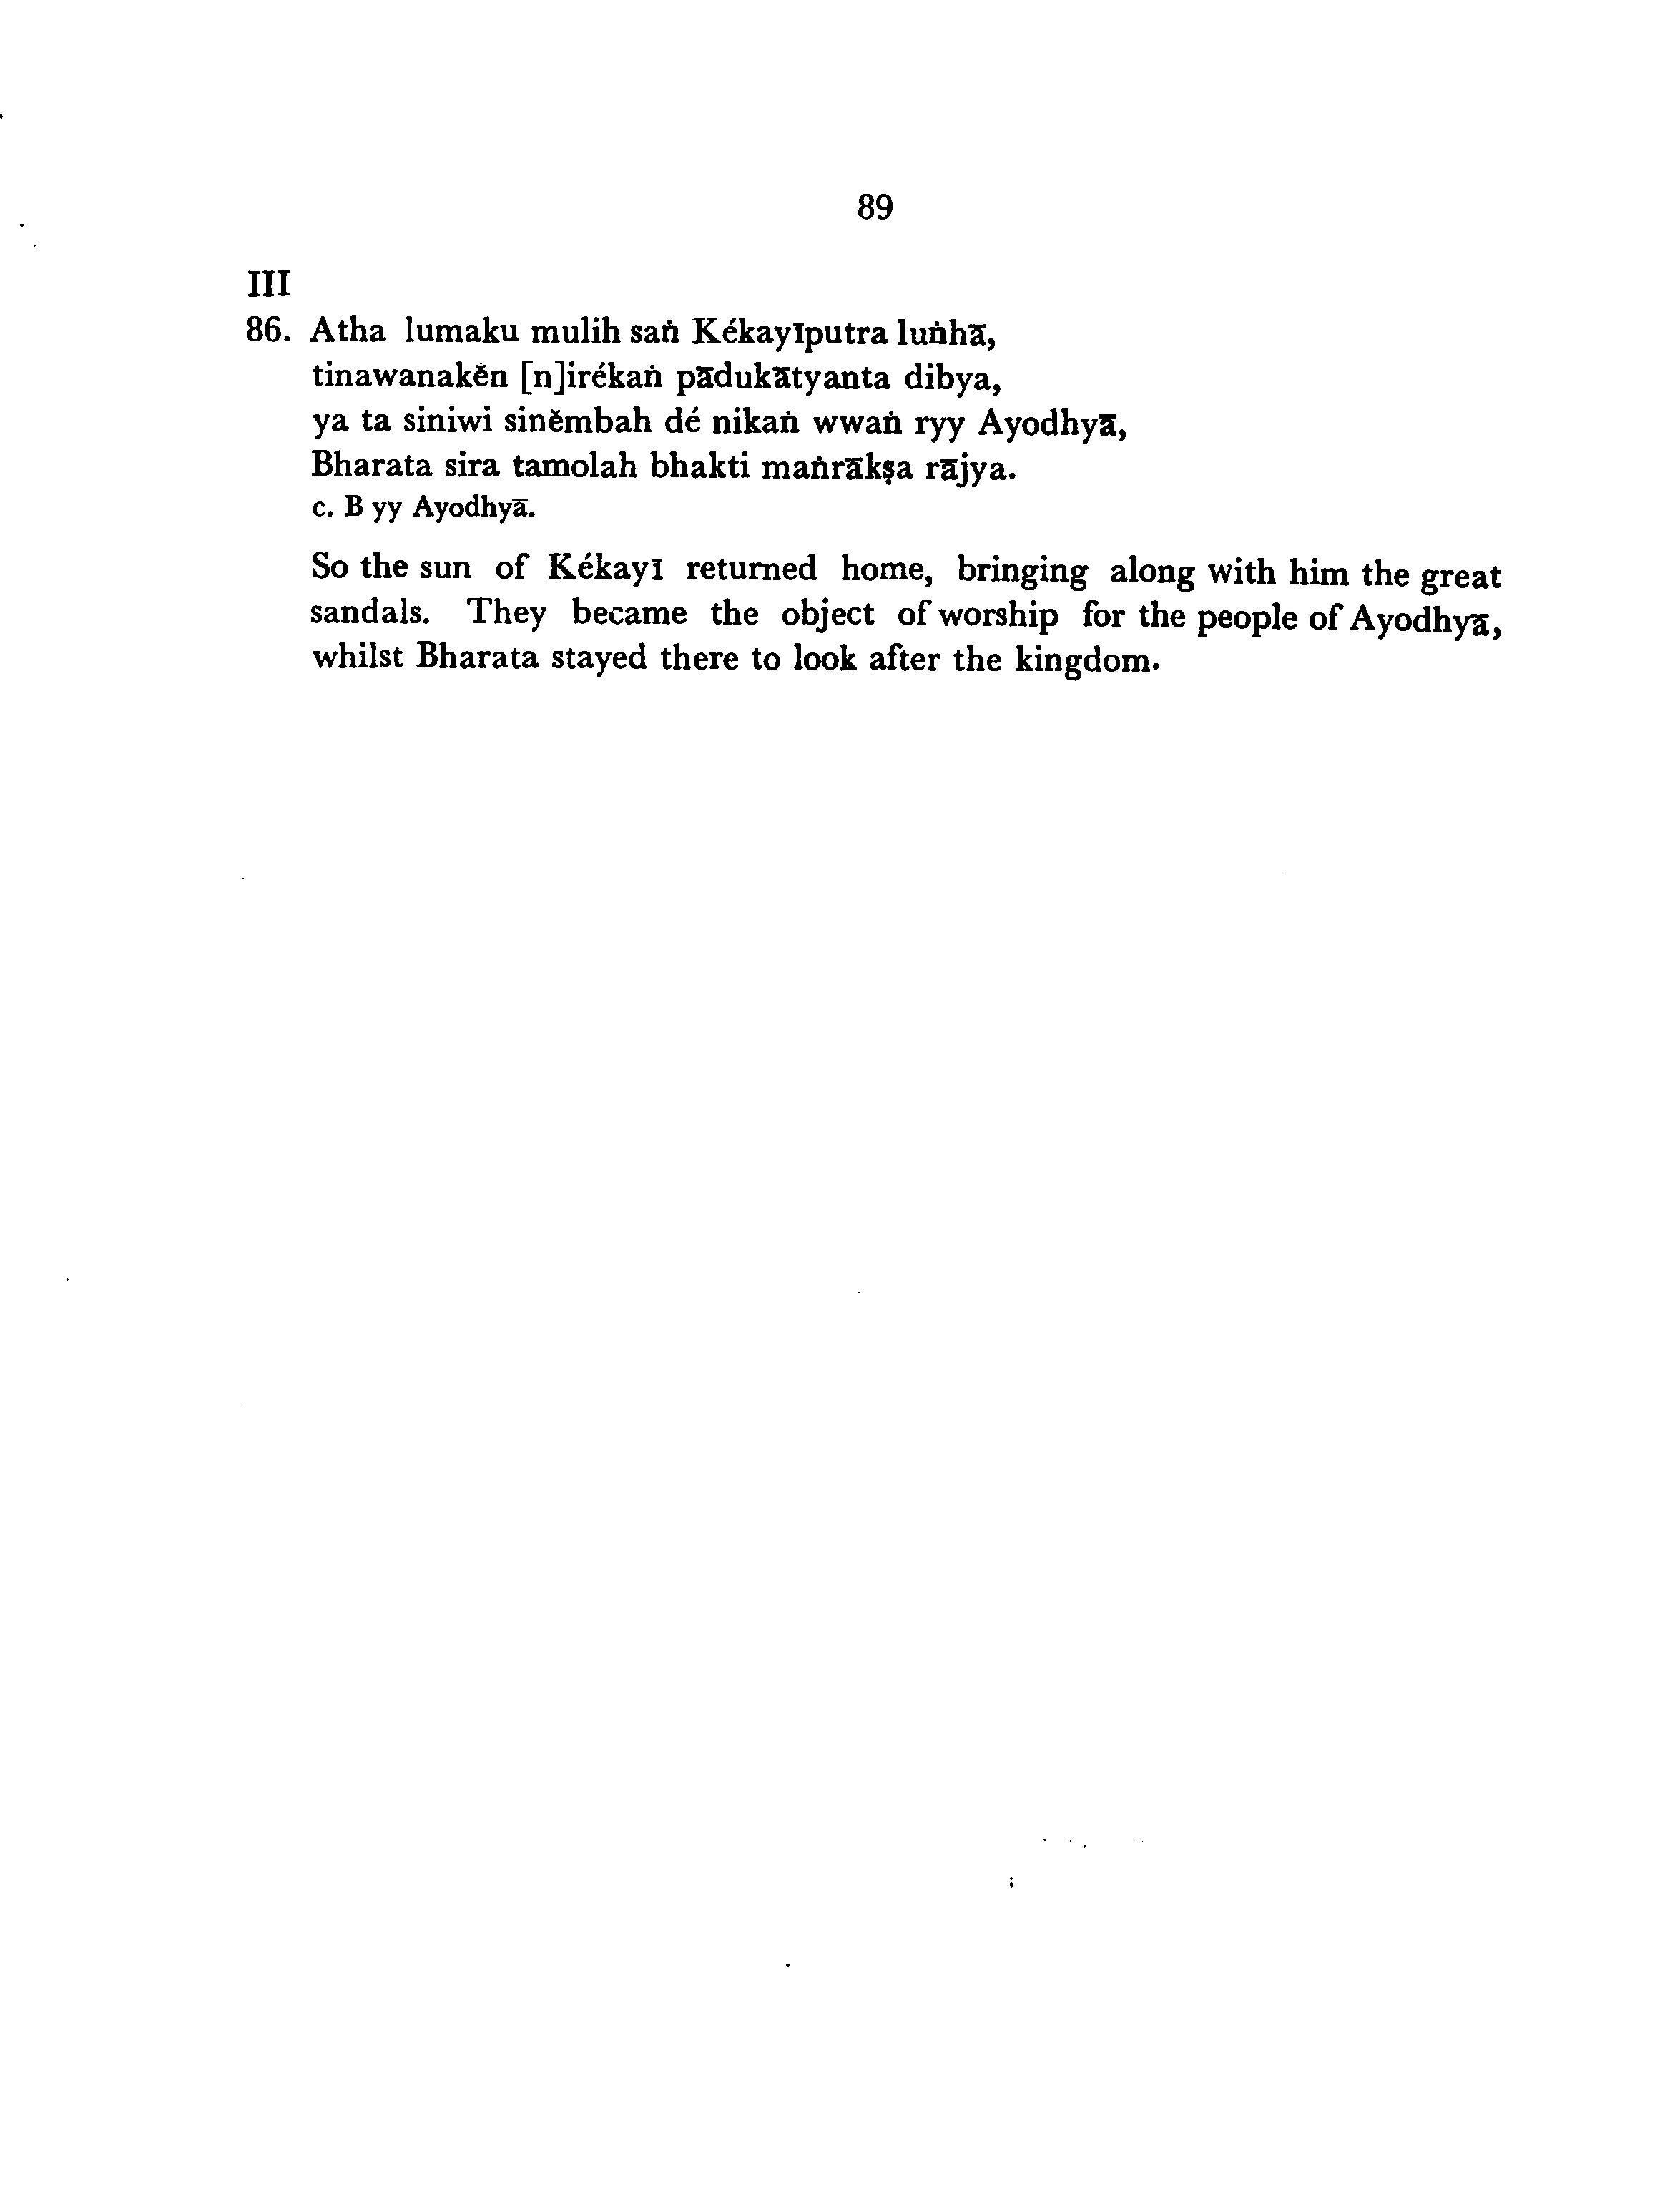 89
III
86. Atha lumaku mulih saṅ Kékayīputra luṅhā,
tinawanakĕn [n]irékaṅ pādukātyanta dibya,
ya ta siniwi sinĕmbah dé nikaṅ wwaṅ ryy Ayodhyā,
Bharata sira tamolah bhakti maṅrākṣa rājya.
c. B yy Ayodhyā.
So the sun of Kékayī returned home, bringing along with him the great
sandals. They became the object of worship for the people of Ayodhyā,
whilst Bharata stayed there to look after the kingdom.